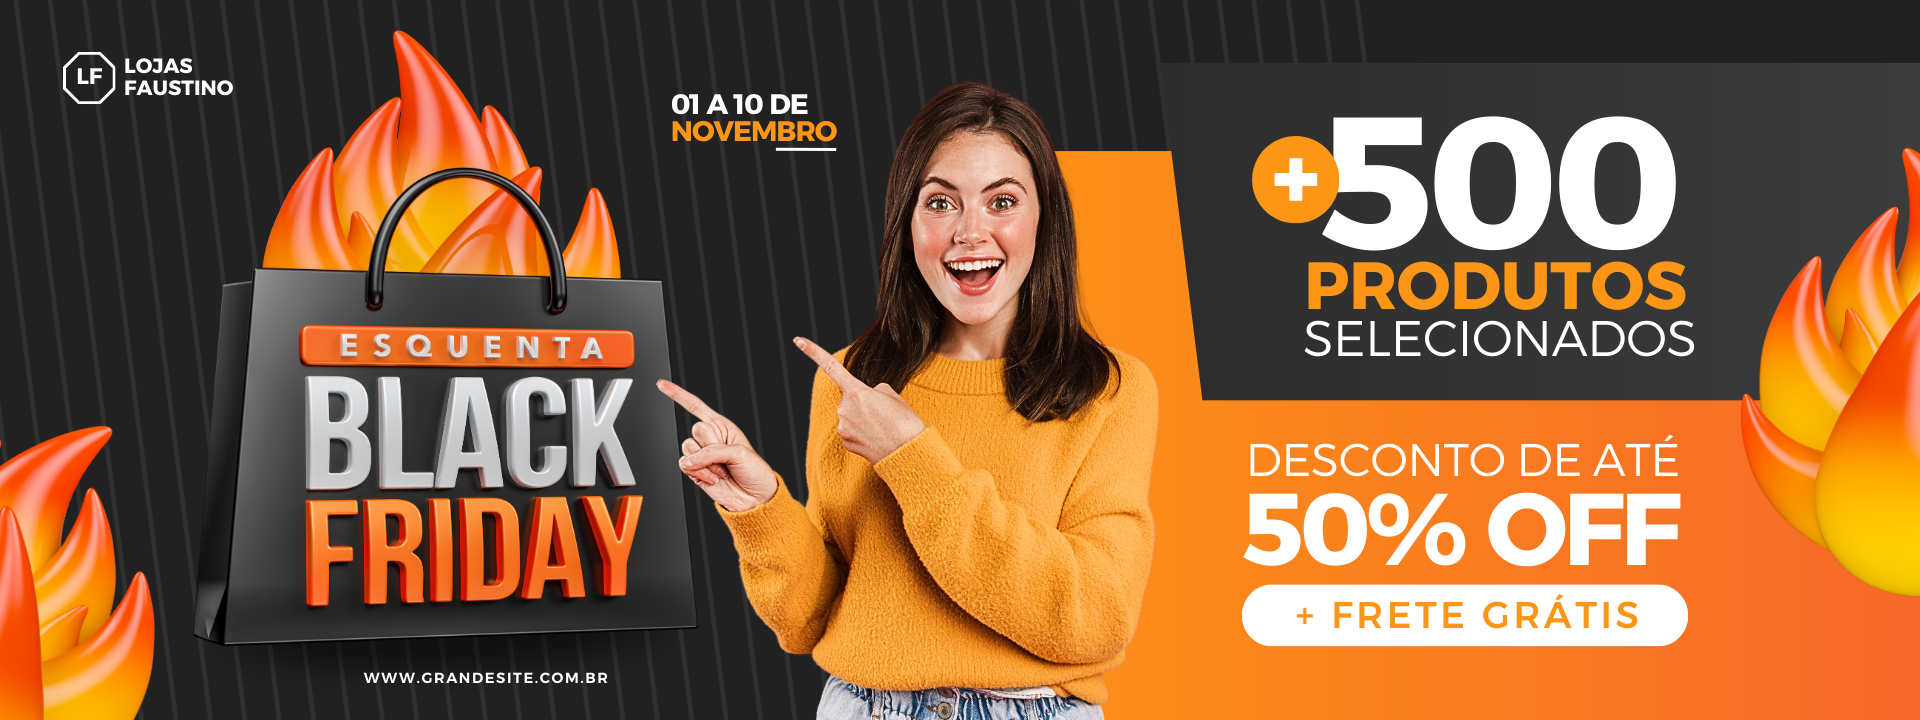 LF
LOJAS
FAUSTINO
01 A 10 DE
NOVEMBRO
ESQUENTA
BLACK
FRIDAY
WWW.GRANDESITE.COM.BR
+500
PRODUTOS
SELECIONADOS
DESCONTO DE ATÉ
50% OFF
+ FRETE GRÁTIS